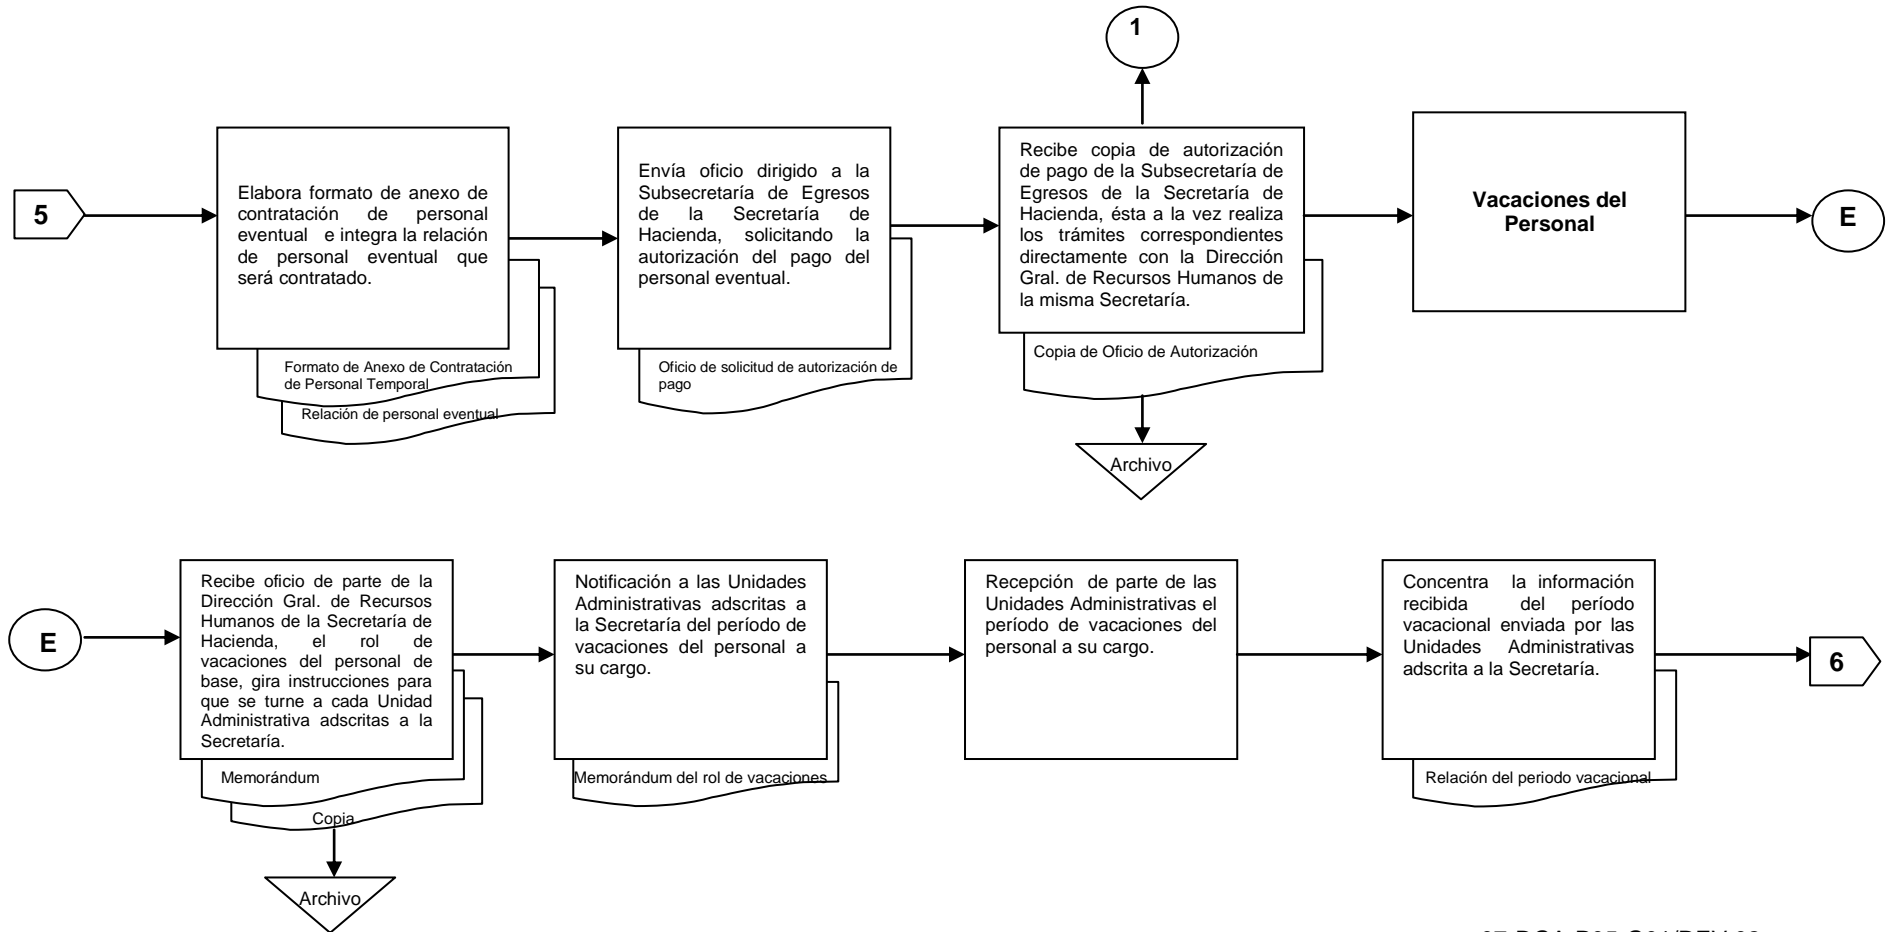 1
5
Elabora formato de anexo de
contratación de personal
eventual e integra la relación
de personal eventual que
será contratado.
Formato de Anexo de Contratación
de Personal Temporal
Relación de personal eventual
Envía oficio dirigido a la
Subsecretaría de Egresos
de la Secretaría de
Hacienda, solicitando la
autorización del pago del
personal eventual.
Oficio de solicitud de autorización de
pago
Recibe copia de autorización
de pago de la Subsecretaría de
Egresos de la Secretaría de
Hacienda, ésta a la vez realiza
los trámites correspondientes
directamente con la Dirección
Gral. de Recursos Humanos de
la misma Secretaría.
Copia de Oficio de Autorización
Archivo
Vacaciones del
Personal
E
E
Recibe oficio de parte de la
Dirección Gral. de Recursos
Humanos de la Secretaría de
Hacienda, el rol de
vacaciones del personal de
base, gira instrucciones para
que se turne a cada Unidad
Administrativa adscritas a la
Secretaría.
Memorándum
Copia
Archivo
Notificación a las Unidades
Administrativas adscritas a
la Secretaría del período de
vacaciones del personal a
su cargo.
Memorándum del rol de vacaciones
Recepción de parte de las
Unidades Administrativas el
período de vacaciones del
personal a su cargo.
Concentra la información
recibida del período
vacacional enviada por las
Unidades Administrativas
adscrita a la Secretaría.
Relación del periodo vacacional
6